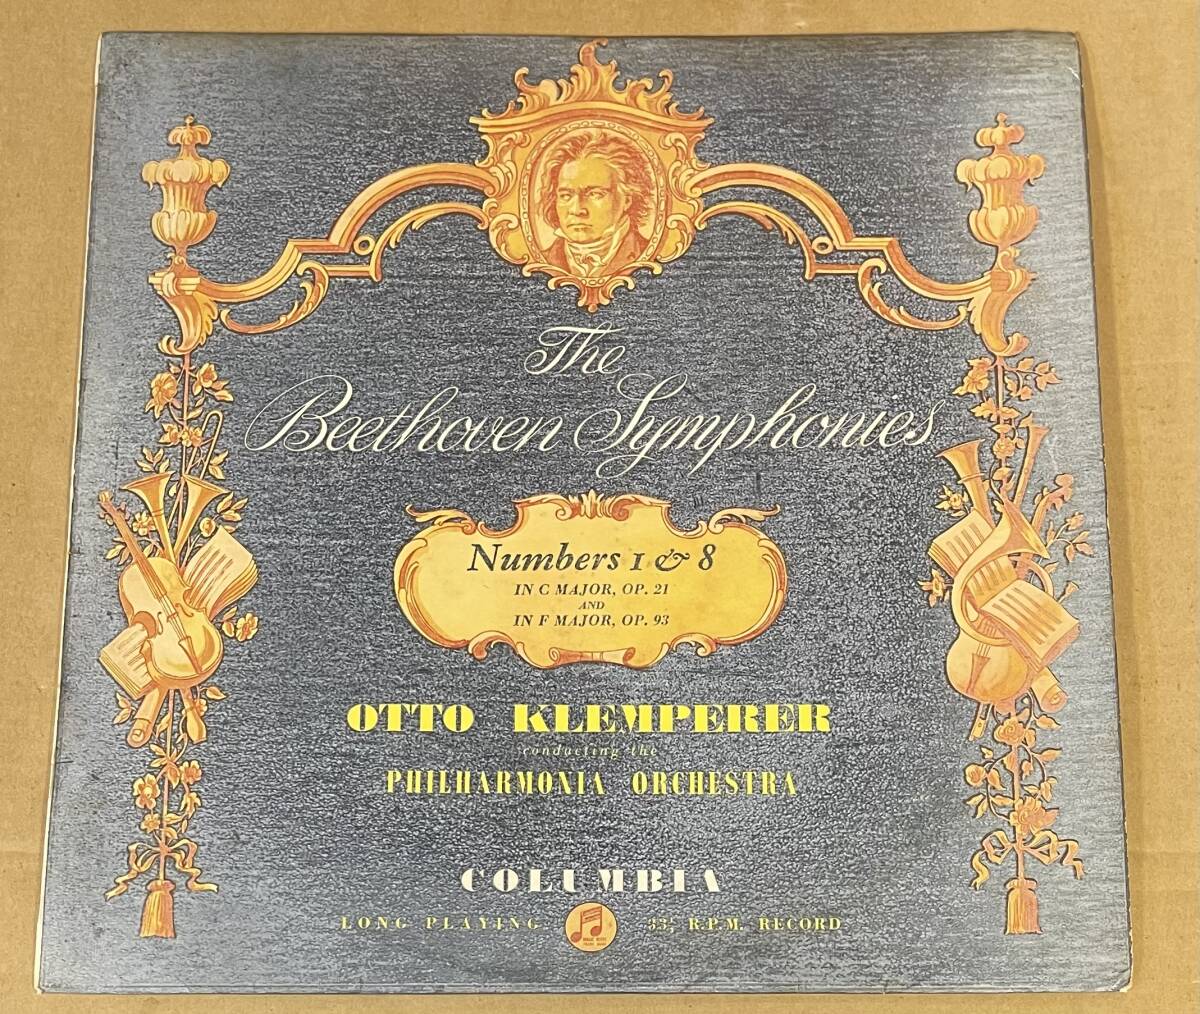 The
Beethoven Symphonies
Numbers 1 & 8
IN C MAJOR, OP. 21
AND
IN F MAJOR, OP. 93
OTTO KLEMPERER
conducting the
PHILHARMONIA ORCHESTRA
COLUMBIA
LONG PLAYING 33⅓ R.P.M. RECORD